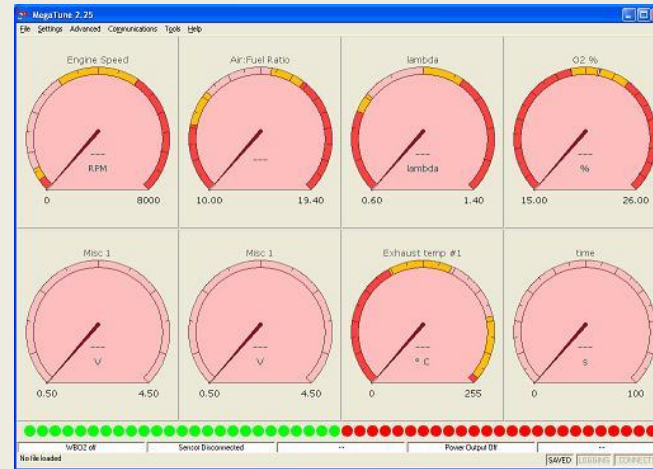 MegaTune 2.25
File Settings Advanced Communications Tools Help
Engine Speed
---
RPM
0 8000
Air:Fuel Ratio
---
10.00 19.40
lambda
---
lambda
0.60 1.40
O2 %
---
%
15.00 26.00
Misc 1
---
V
0.50 4.50
Misc 1
---
V
0.50 4.50
Exhaust temp #1
---
° C
0 255
time
---
s
0 100
WBO2 off Sensor Disconnected -- Power Output Off --
No file loaded SAVED LOGGING CONNECT